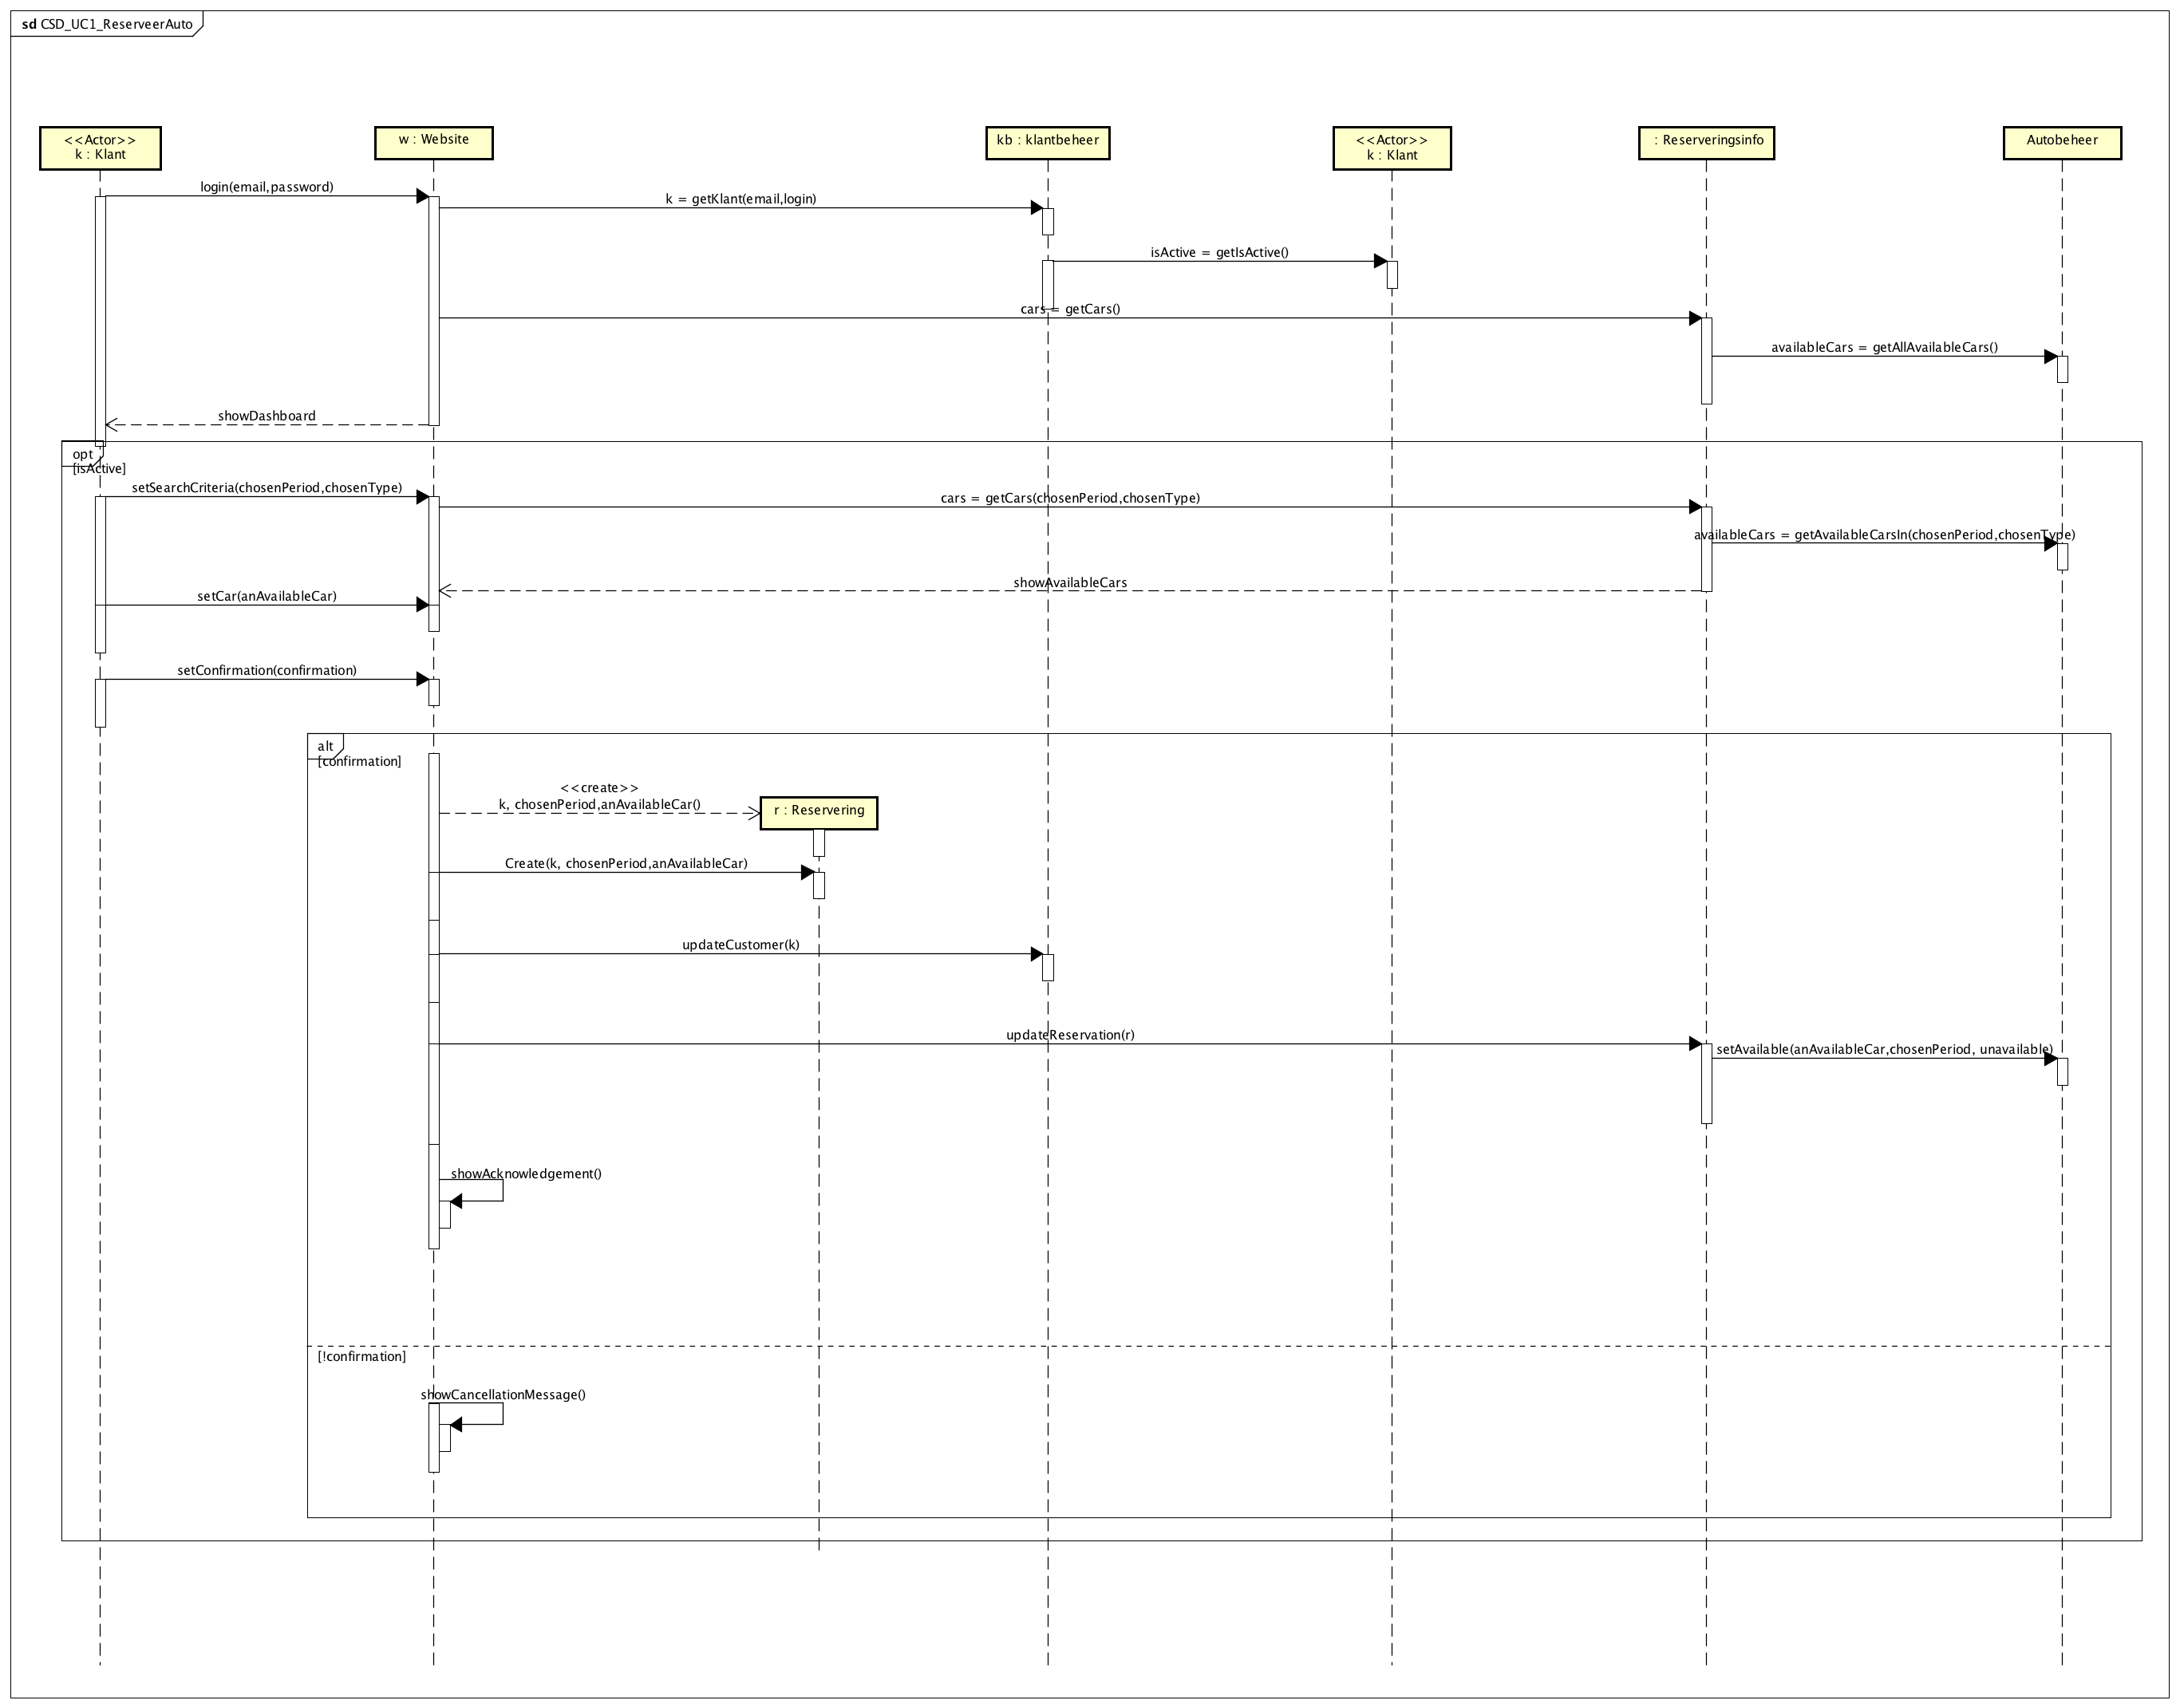 sd CSD_UC1_ReserveerAuto
<<Actor>>
k : Klant
w : Website
kb : klantbeheer
<<Actor>>
k : Klant
: Reserveringsinfo
Autobeheer
login(email,password)
k = getKlant(email,login)
isActive = getIsActive()
cars = getCars()
availableCars = getAllAvailableCars()
showDashboard
opt
[isActive]
setSearchCriteria(chosenPeriod,chosenType)
cars = getCars(chosenPeriod,chosenType)
availableCars = getAvailableCarsIn(chosenPeriod,chosenType)
showAvailableCars
setCar(anAvailableCar)
setConfirmation(confirmation)
alt
[confirmation]
<<create>>
k, chosenPeriod,anAvailableCar()
r : Reservering
Create(k, chosenPeriod,anAvailableCar)
updateCustomer(k)
updateReservation(r)
setAvailable(anAvailableCar,chosenPeriod, unavailable)
showAcknowledgement()
[!confirmation]
showCancellationMessage()